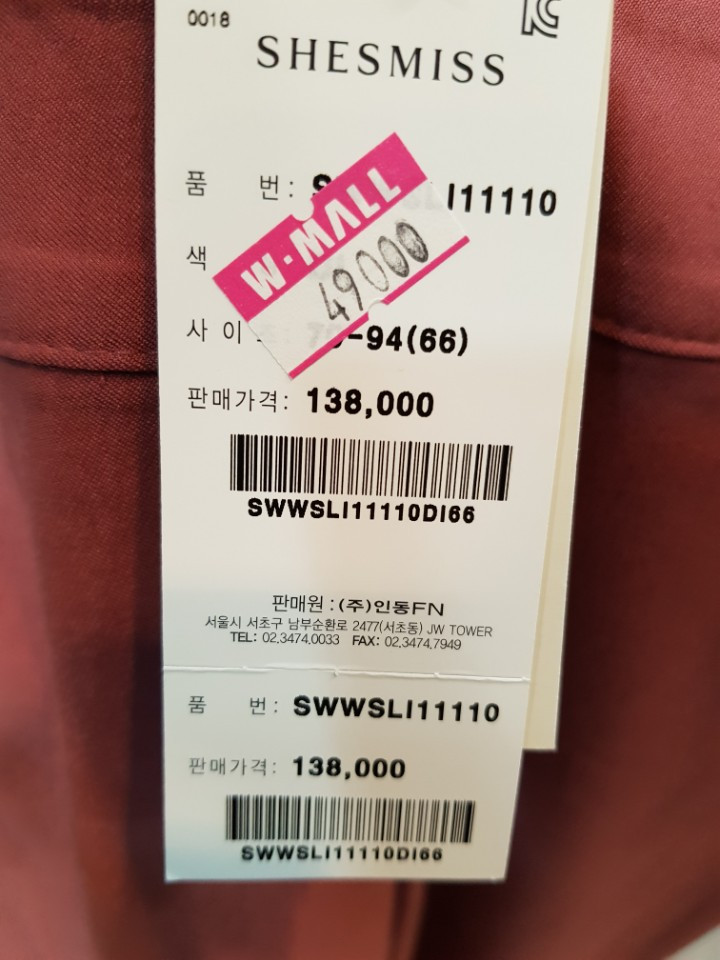 0018
SHESMISS
품 번: S LI11110
W·MALL
49000
색
사 이 -94(66)
판매가격: 138,000
SWWSLI11110DI66
판매원 : (주)인동FN
서울시 서초구 남부순환로 2477(서초동) JW TOWER
TEL: 02.3474.0033 FAX: 02.3474.7949
품 번: SWWSLI11110
판매가격: 138,000
SWWSLI11110DI66